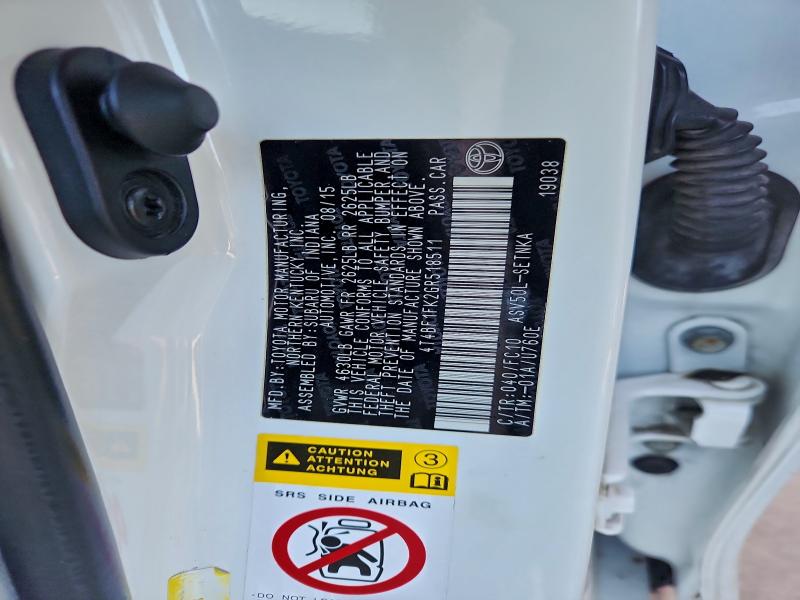 MFD.BY:TOYOTA MOTOR MANUFACTURING,
NORTHERN KENTUCKY, INC.
ASSEMBLED BY:SUBARU OF INDIANA
AUTOMOTIVE, INC. 08/15
GVWR 4630LB GAWR FR 2625LB RR 2625LB
THIS VEHICLE CONFORMS TO ALL APPLICABLE
FEDERAL MOTOR VEHICLE SAFETY, BUMPER, AND
THEFT PREVENTION STANDARDS IN EFFECT ON
THE DATE OF MANUFACTURE SHOWN ABOVE.
4T4BF1FK2GR518511 PASS.CAR
C/TR:040/FC10 ASV50L-SETNKA 19038
A/TM:-01A/U760E
CAUTION
ATTENTION
ACHTUNG
3
SRS SIDE AIRBAG